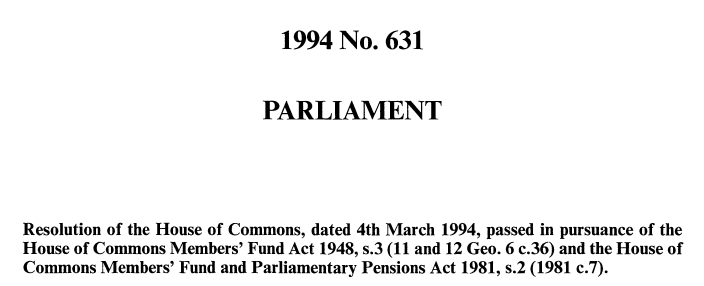 1994 No. 631
PARLIAMENT
Resolution of the House of Commons, dated 4th March 1994, passed in pursuance of the
House of Commons Members' Fund Act 1948, s.3 (11 and 12 Geo. 6 c.36) and the House of
Commons Members' Fund and Parliamentary Pensions Act 1981, s.2 (1981 c.7).